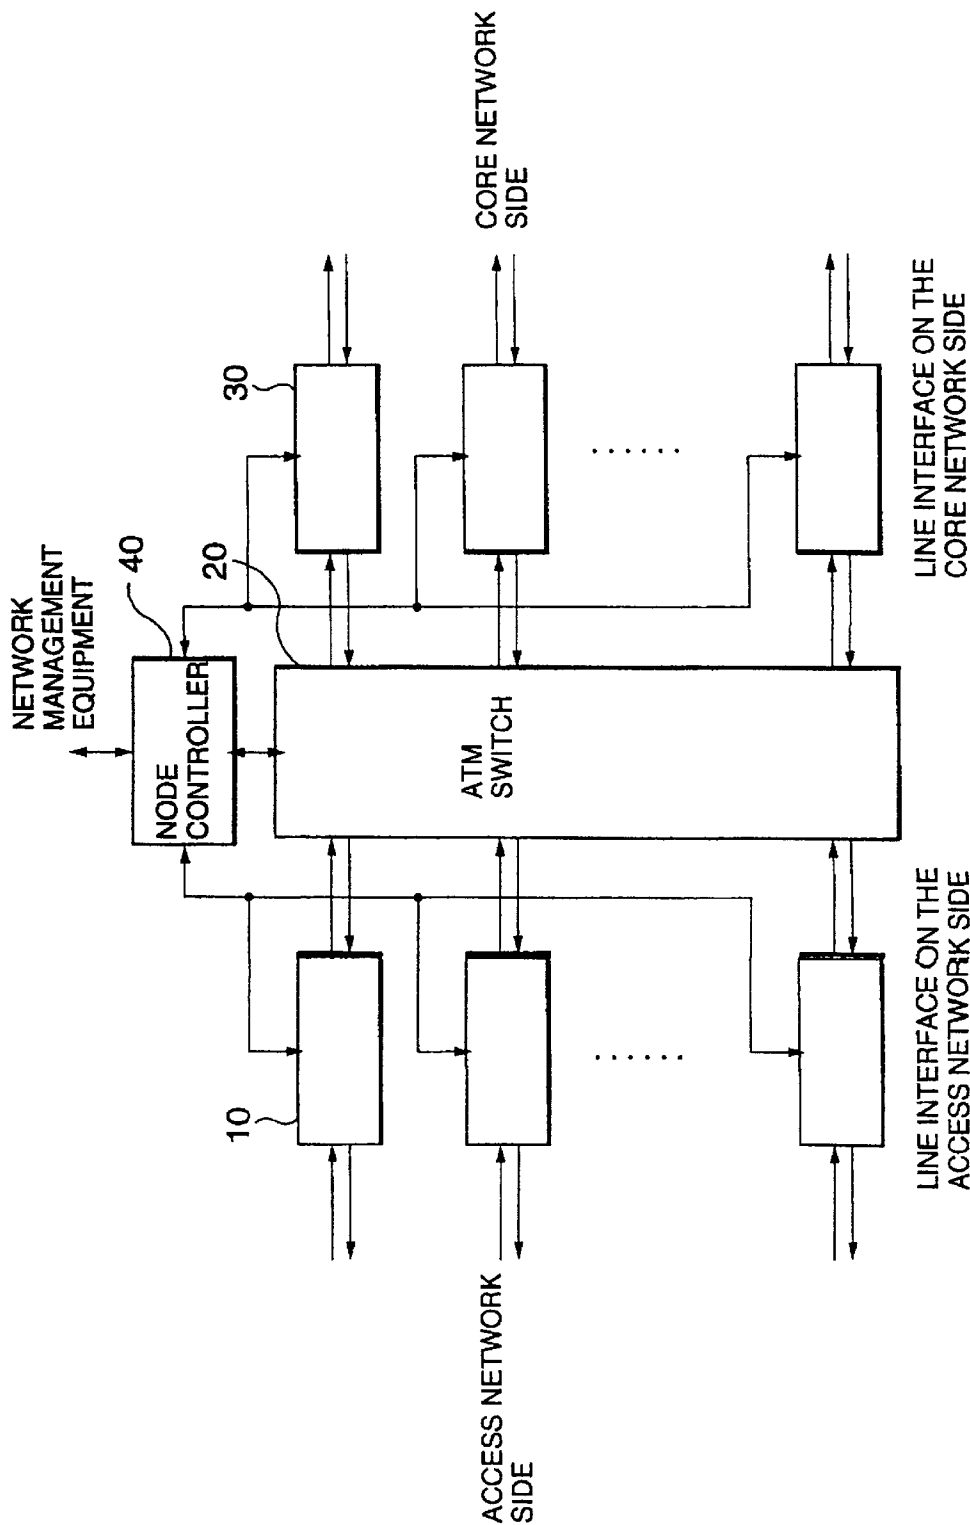 NETWORK
MANAGEMENT
EQUIPMENT
40
NODE
CONTROLLER
10
20
30
ACCESS NETWORK
SIDE
ATM
SWITCH
CORE NETWORK
SIDE
......
......
LINE INTERFACE ON THE
ACCESS NETWORK SIDE
LINE INTERFACE ON THE
CORE NETWORK SIDE